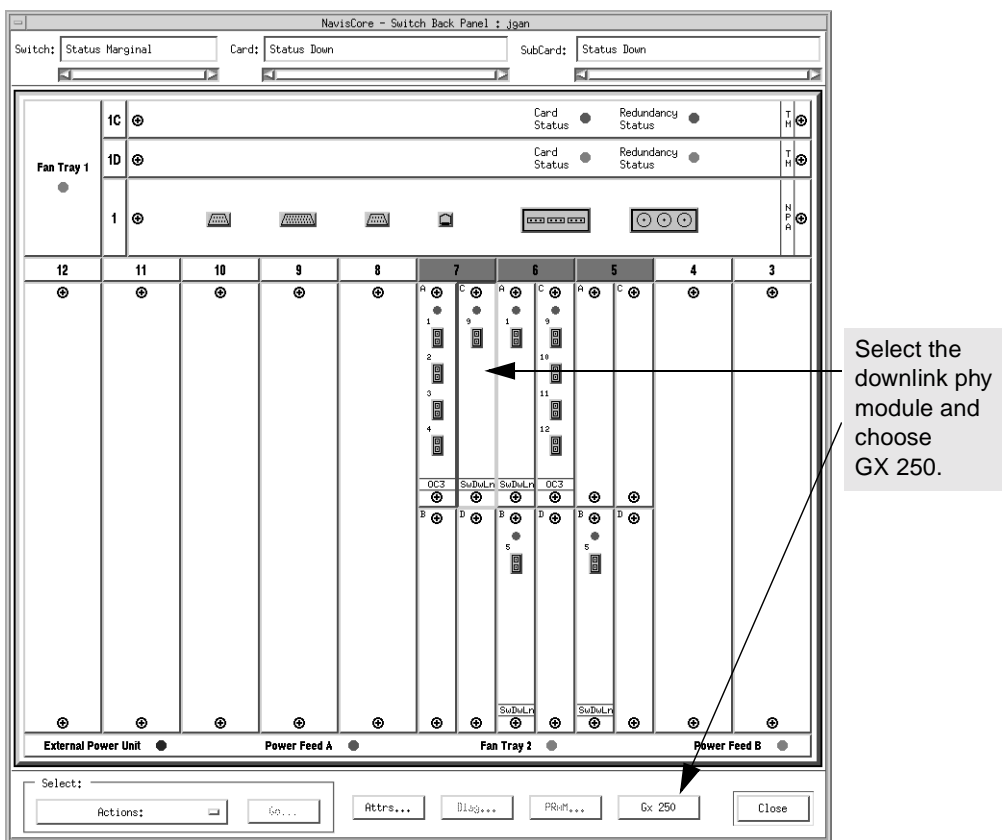 NavisCore - Switch Back Panel : jgan
Switch: Status Marginal Card: Status Down SubCard: Status Down
Fan Tray 1
1C Card Status Redundancy Status TM
1D Card Status Redundancy Status TM
1 NPA
12 11 10 9 8 7 6 5 4 3
A C A C A C
1 9 1 9
2 10
3 11
4 12
OC3 SwDwLn SwDwLn OC3
B D B D B D
5 5
SwDwLn SwDwLn
External Power Unit Power Feed A Fan Tray 2 Power Feed B
Select:
Actions: Go... Attrs... Diag... PRAM... Gx 250 Close
Select the
downlink phy
module and
choose
GX 250.